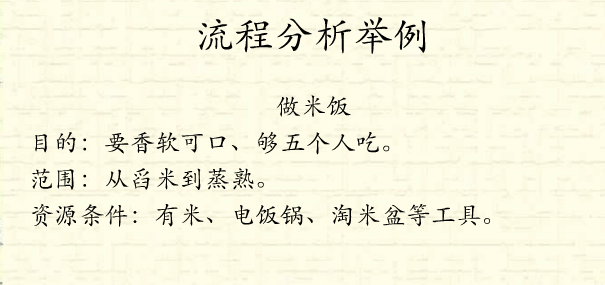 流程分析举例
做米饭
目的：要香软可口、够五个人吃。
范围：从舀米到蒸熟。
资源条件：有米、电饭锅、淘米盆等工具。